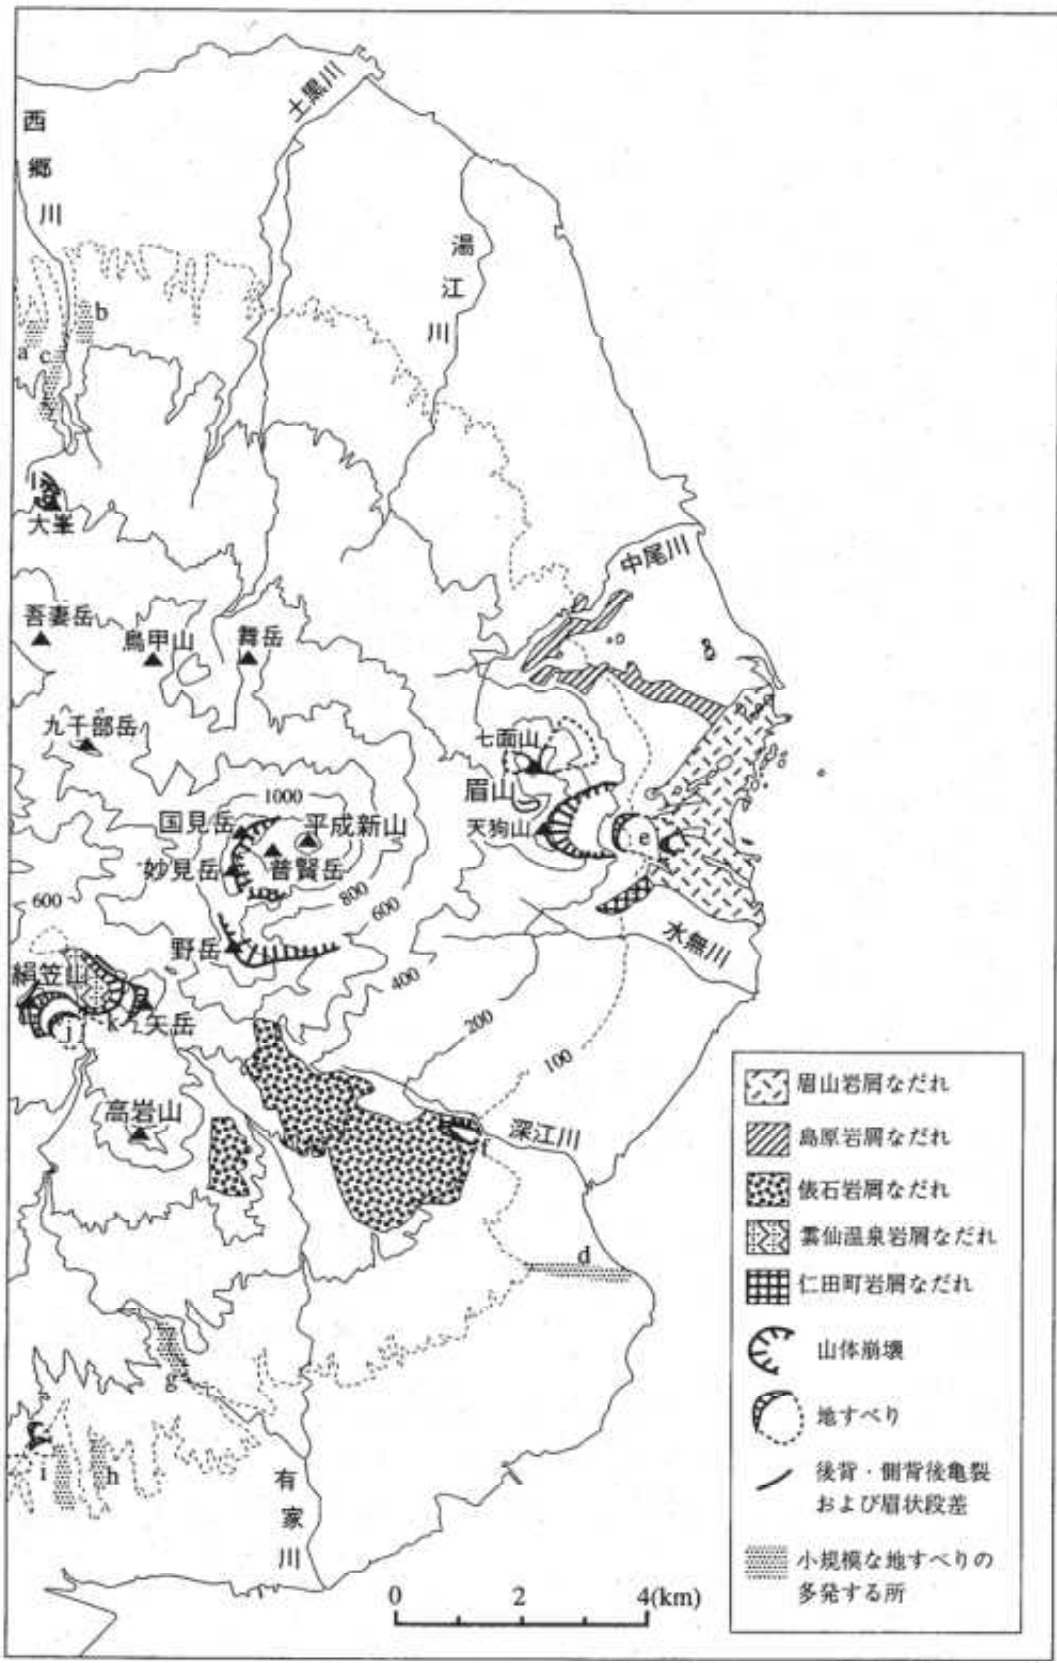 土黒川
西
郷
川
湯
江
川
b
a
c
l
大峯
中尾川
吾妻岳
鳥甲山
舞岳
九千部岳
七面山
眉山
1000
国見岳
平成新山
天狗山
e
普賢岳
妙見岳
800
600
600
水無川
野岳
400
絹笠山
矢岳
k
j
200
100
高岩山
深江川
f
d
g
i
h
有
家
川
0 2 4(km)
眉山岩屑なだれ
島原岩屑なだれ
俵石岩屑なだれ
雲仙温泉岩屑なだれ
仁田町岩屑なだれ
山体崩壊
地すべり
後背・側背後亀裂
および眉状段差
小規模な地すべりの
多発する所